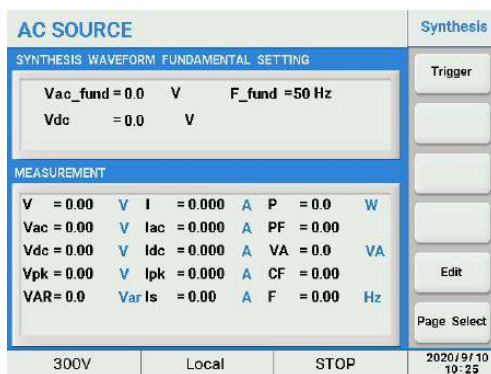 AC SOURCE
Synthesis
SYNTHESIS WAVEFORM FUNDAMENTAL SETTING
Trigger
Vac_fund = 0.0 V F_fund =50 Hz
Vdc = 0.0 V
MEASUREMENT
V = 0.00 V I = 0.000 A P = 0.0 W
Vac = 0.00 V Iac = 0.000 A PF = 0.00
Vdc = 0.00 V Idc = 0.000 A VA = 0.0 VA
Vpk = 0.00 V Ipk = 0.000 A CF = 0.00
Edit
VAR= 0.0 Var Is = 0.00 A F = 0.00 Hz
Page Select
300V Local STOP
2020/9/10
10:25